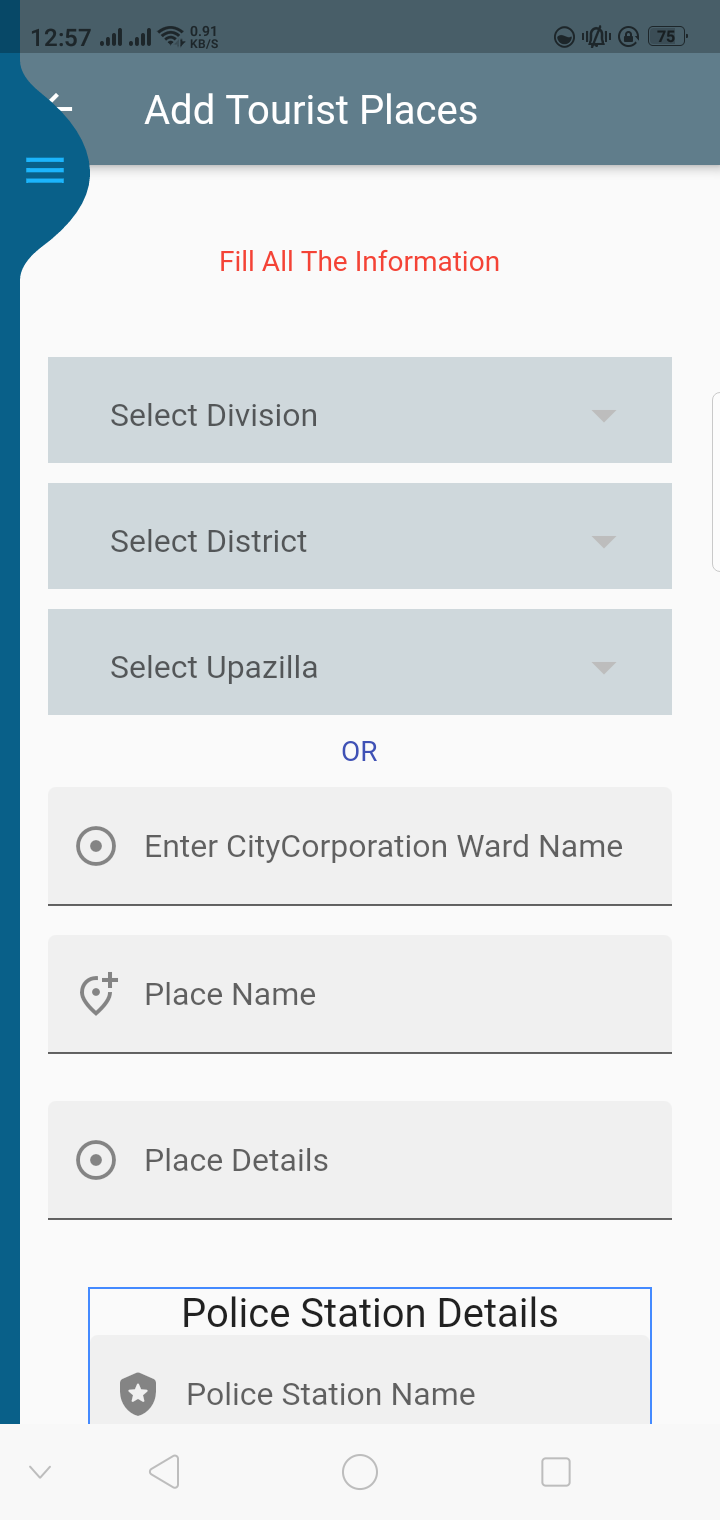 12:57 0.91 KB/S 75
Add Tourist Places
Fill All The Information
Select Division
Select District
Select Upazilla
OR
Enter CityCorporation Ward Name
Place Name
Place Details
Police Station Details
Police Station Name